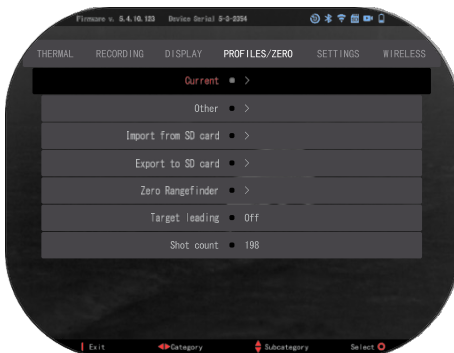 Firmware v. 5.4.10.123 Device Serial 5-3-2354
THERMAL RECORDING DISPLAY PROFILES/ZERO SETTINGS WIRELESS
Current >
Other >
Import from SD card >
Export to SD card >
Zero Rangefinder >
Target leading Off
Shot count 198
Exit Category Subcategory Select